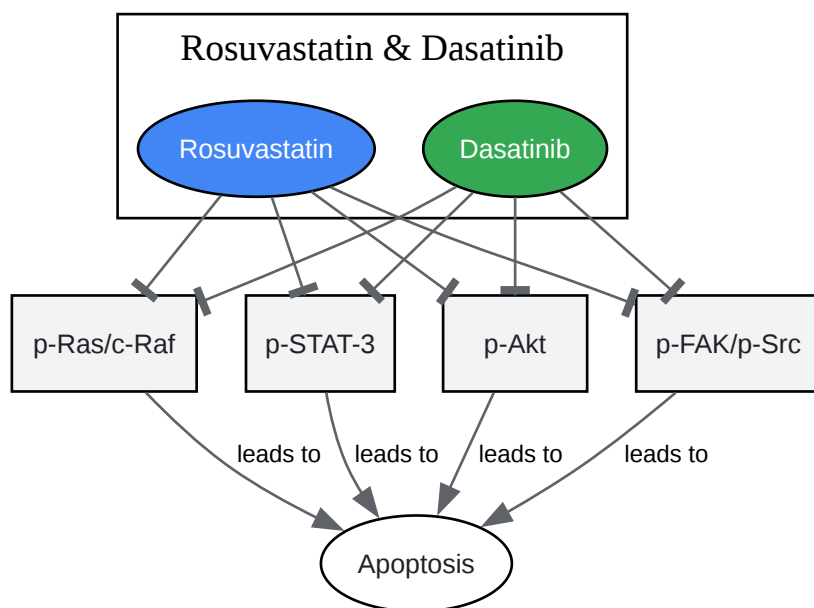 Rosuvastatin & Dasatinib
Rosuvastatin
Dasatinib
p-Ras/c-Raf
p-STAT-3
p-Akt
p-FAK/p-Src
leads to
leads to
leads to
leads to
Apoptosis